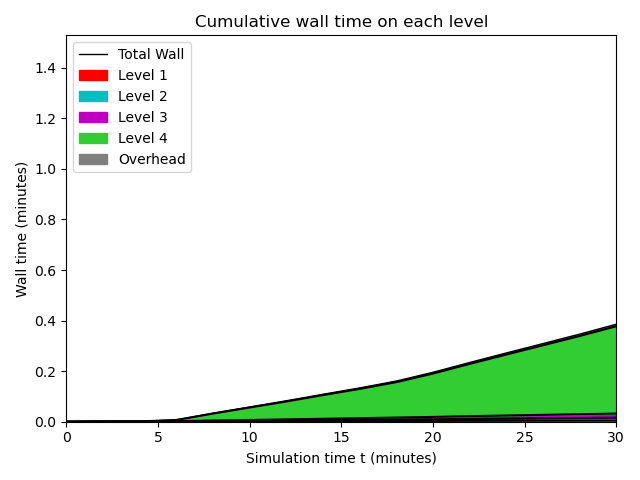 Cumulative wall time on each level
Total Wall
Level 1
Level 2
Level 3
Level 4
Overhead
Wall time (minutes)
1.4
1.2
1.0
0.8
0.6
0.4
0.2
0.0
0 5 10 15 20 25 30
Simulation time t (minutes)